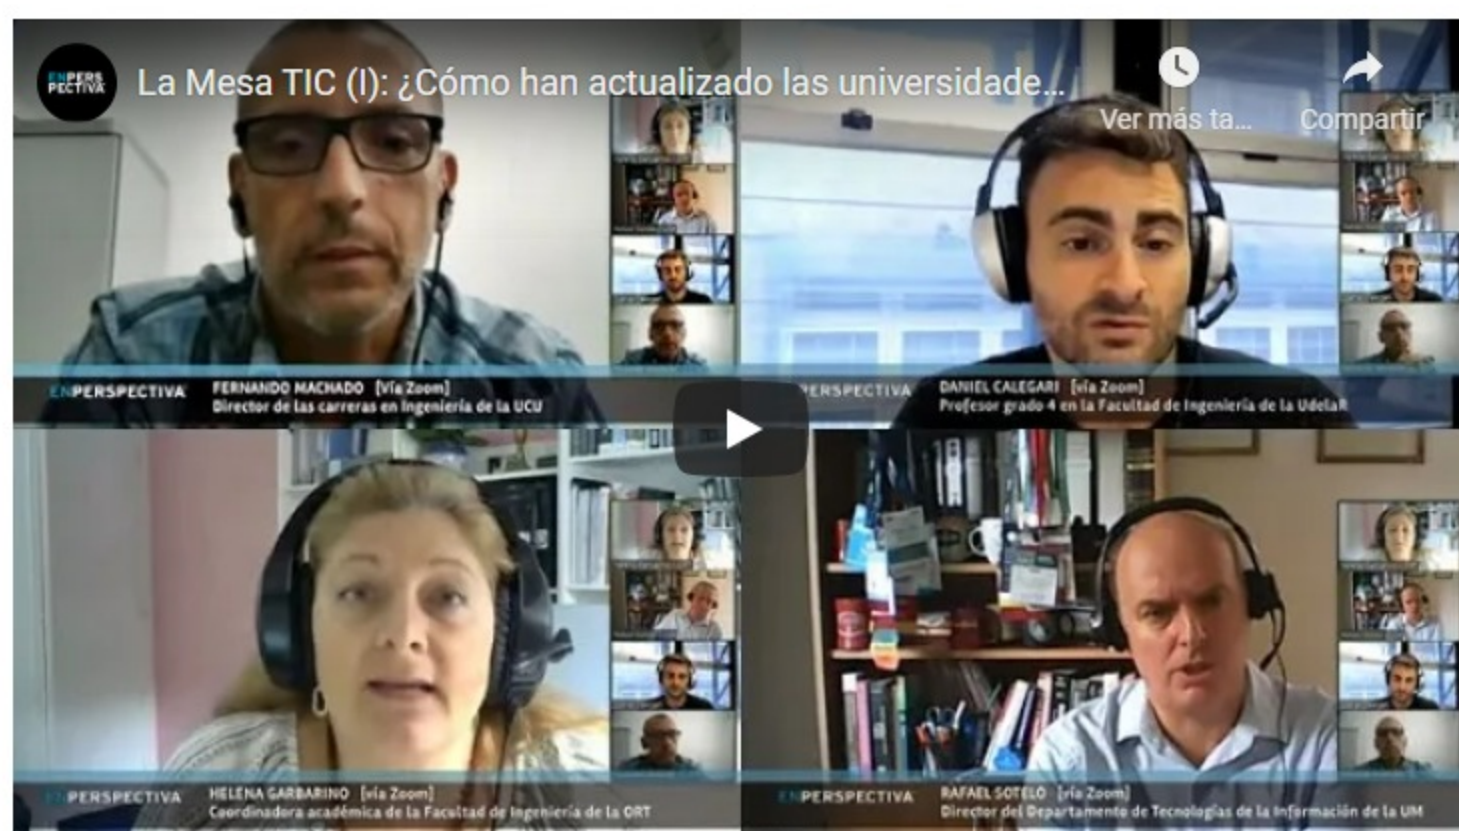 ENPERS
PECTIVA
La Mesa TIC (I): ¿Cómo han actualizado las universidade...
Ver más ta...
Compartir
ENPERSPECTIVA
FERNANDO MACHADO [Vía Zoom]
Director de las carreras en Ingeniería de la UCU
PERSPECTIVA
DANIEL CALEGARI [vía Zoom]
Profesor grado 4 en la Facultad de Ingeniería de la UdelaR
ENPERSPECTIVA
HELENA GARBARINO [vía Zoom]
Coordinadora académica de la Facultad de Ingeniería de la ORT
ENPERSPECTIVA
RAFAEL SOTELO [vía Zoom]
Director del Departamento de Tecnologías de la Información de la UM